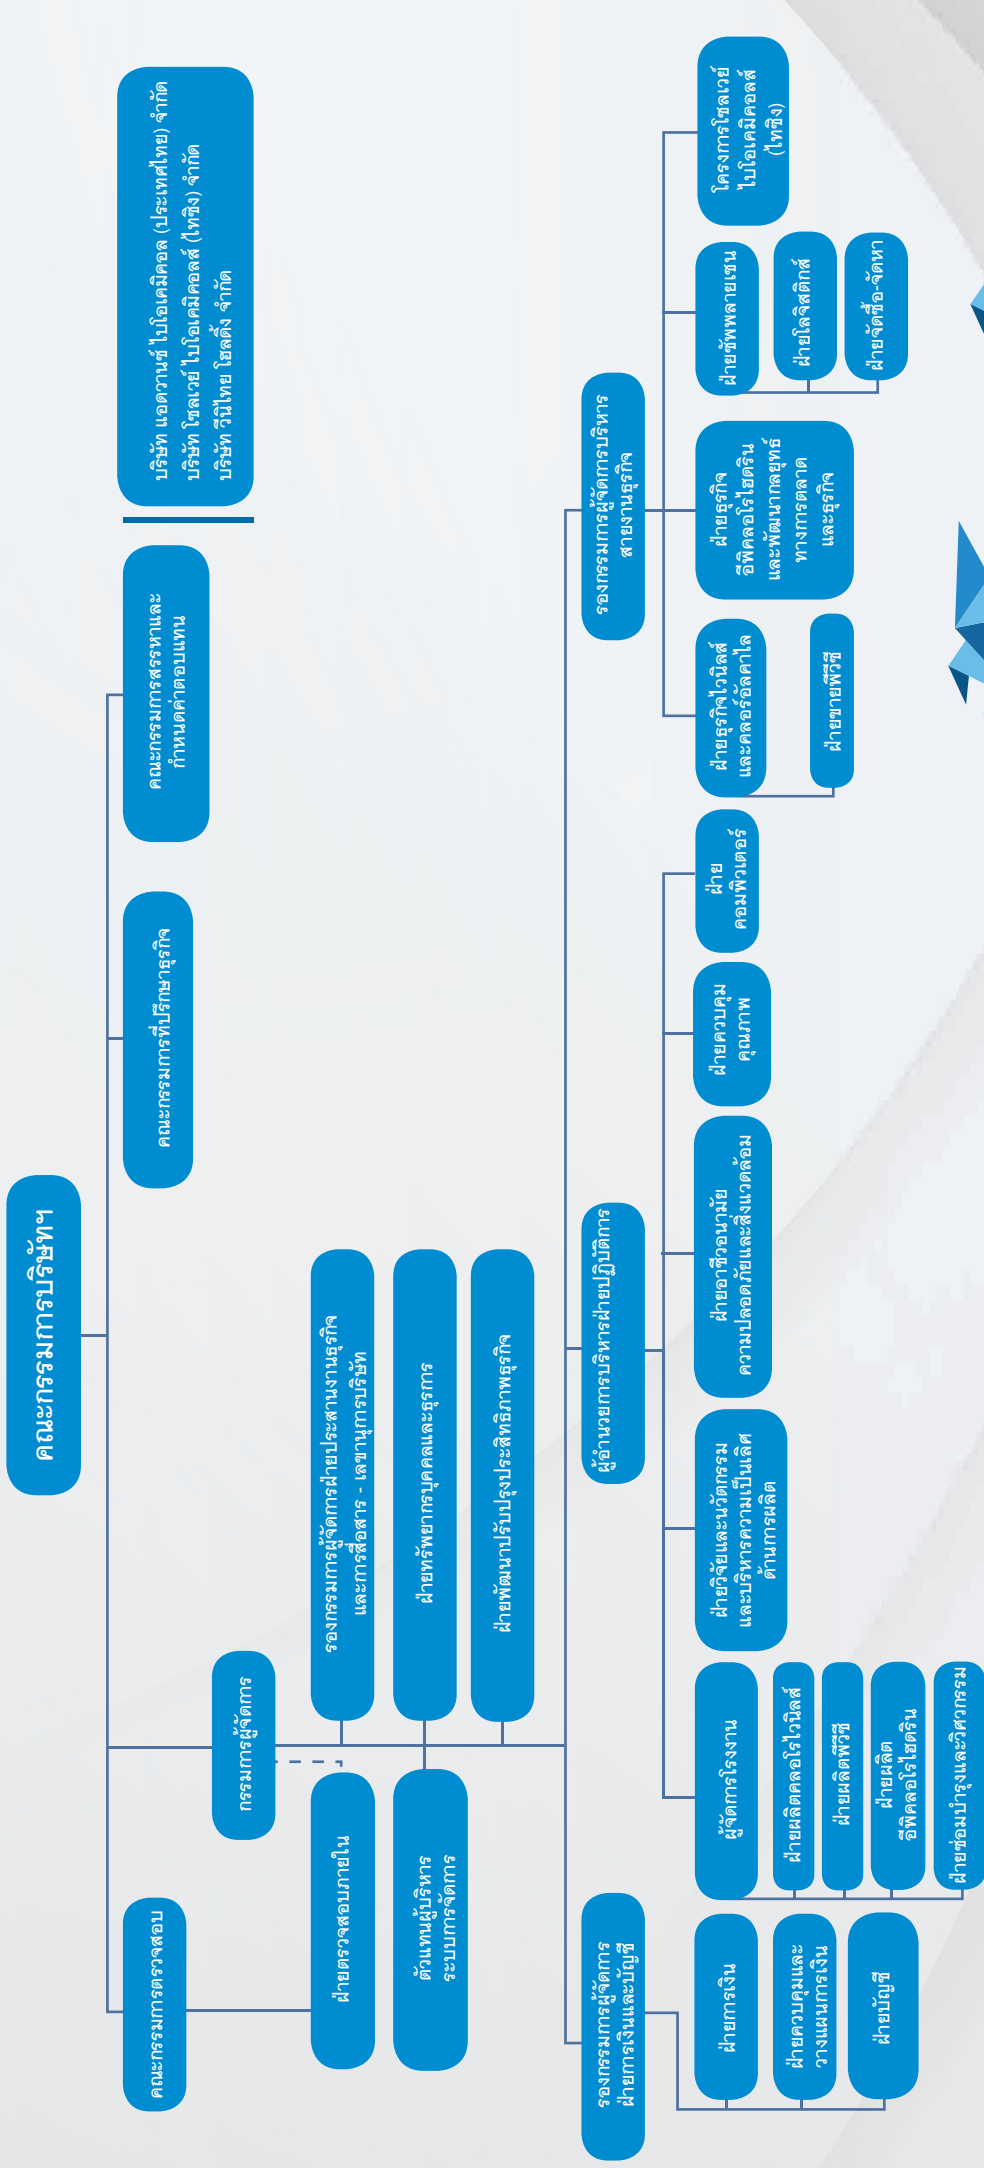 คณะกรรมการบริษัทฯ
คณะกรรมการตรวจสอบ
คณะกรรมการที่ปรึกษาธุรกิจ
คณะกรรมการสรรหาและ
กำหนดค่าตอบแทน
บริษัท แอดวานซ์ ไบโอเคมิคอล (ประเทศไทย) จำกัด
บริษัท โซลเวย์ ไบโอเคมิคอลส์ (ไทซิง) จำกัด
บริษัท วีนิไทย โฮลดิ้ง จำกัด
กรรมการผู้จัดการ
ฝ่ายตรวจสอบภายใน
รองกรรมการผู้จัดการฝ่ายประสานงานธุรกิจ
และการสื่อสาร - เลขานุการบริษัท
ตัวแทนผู้บริหาร
ระบบการจัดการ
ฝ่ายทรัพยากรบุคคลและธุรการ
ฝ่ายพัฒนาปรับปรุงประสิทธิภาพธุรกิจ
รองกรรมการผู้จัดการ
ฝ่ายการเงินและบัญชี
ผู้อำนวยการบริหารฝ่ายปฏิบัติการ
รองกรรมการผู้จัดการบริหาร
สายงานธุรกิจ
ฝ่ายการเงิน
ฝ่ายควบคุมและ
วางแผนการเงิน
ฝ่ายบัญชี
ผู้จัดการโรงงาน
ฝ่ายผลิตคลอโรไวนิลส์
ฝ่ายผลิตพีวีซี
ฝ่ายผลิต
อีพิคลอโรไฮดริน
ฝ่ายซ่อมบำรุงและวิศวกรรม
ฝ่ายวิจัยและนวัตกรรม
และบริหารความเป็นเลิศ
ด้านการผลิต
ฝ่ายอาชีวอนามัย
ความปลอดภัยและสิ่งแวดล้อม
ฝ่ายควบคุม
คุณภาพ
ฝ่าย
คอมพิวเตอร์
ฝ่ายธุรกิจไวนิลส์
และคลอร์อัลคาไล
ฝ่ายขายพีวีซี
ฝ่ายธุรกิจ
อีพิคลอโรไฮดริน
และพัฒนากลยุทธ์
ทางการตลาด
และธุรกิจ
ฝ่ายซัพพลายเชน
ฝ่ายโลจิสติกส์
ฝ่ายจัดซื้อ-จัดหา
โครงการโซลเวย์
ไบโอเคมิคอลส์
(ไทซิง)